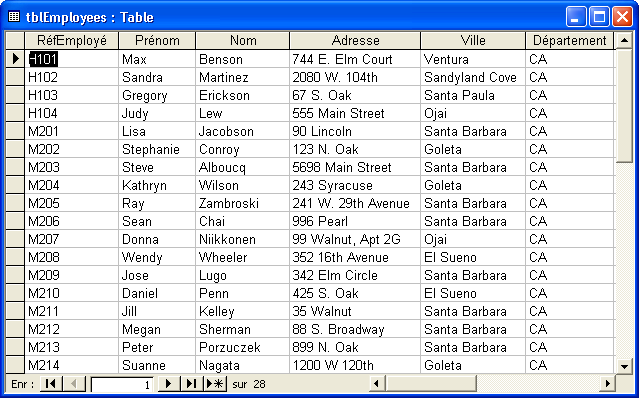 tblEmployees : Table
RéfEmployé Prénom Nom Adresse Ville Département
H101 Max Benson 744 E. Elm Court Ventura CA
H102 Sandra Martinez 2080 W. 104th Sandyland Cove CA
H103 Gregory Erickson 67 S. Oak Santa Paula CA
H104 Judy Lew 555 Main Street Ojai CA
M201 Lisa Jacobson 90 Lincoln Santa Barbara CA
M202 Stephanie Conroy 123 N. Oak Goleta CA
M203 Steve Alboucq 5698 Main Street Santa Barbara CA
M204 Kathryn Wilson 243 Syracuse Goleta CA
M205 Ray Zambroski 241 W. 29th Avenue Santa Barbara CA
M206 Sean Chai 996 Pearl Santa Barbara CA
M207 Donna Niikkonen 99 Walnut, Apt 2G Ojai CA
M208 Wendy Wheeler 352 16th Avenue El Sueno CA
M209 Jose Lugo 342 Elm Circle Santa Barbara CA
M210 Daniel Penn 425 S. Oak El Sueno CA
M211 Jill Kelley 35 Walnut Santa Barbara CA
M212 Megan Sherman 88 S. Broadway Santa Barbara CA
M213 Peter Porzuczek 899 N. Oak Santa Barbara CA
M214 Suanne Nagata 1200 W 120th Goleta CA
Enr : 1 sur 28